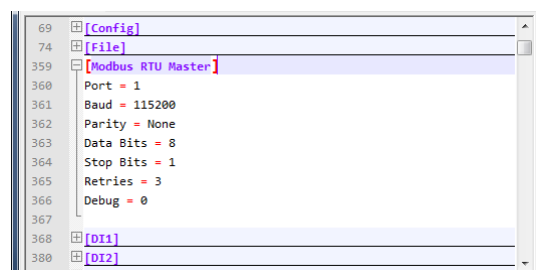 69 [Config]
74 [File]
359 [Modbus RTU Master]
360 Port = 1
361 Baud = 115200
362 Parity = None
363 Data Bits = 8
364 Stop Bits = 1
365 Retries = 3
366 Debug = 0
367
368 [DI1]
380 [DI2]